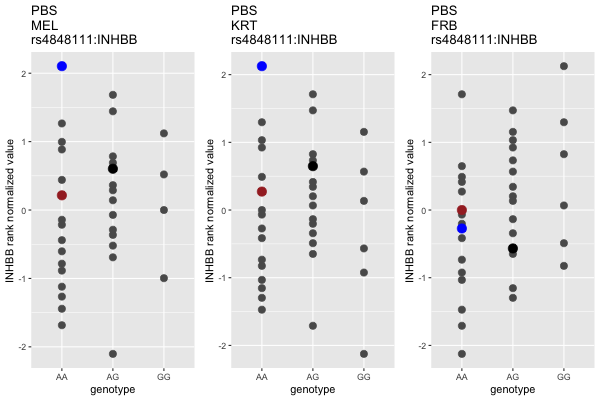 PBS
MEL
rs4848111:INHBB
INHBB rank normalized value
2
1
0
-1
-2
AA
AG
GG
genotype
PBS
KRT
rs4848111:INHBB
INHBB rank normalized value
2
1
0
-1
-2
AA
AG
GG
genotype
PBS
FRB
rs4848111:INHBB
INHBB rank normalized value
2
1
0
-1
-2
AA
AG
GG
genotype